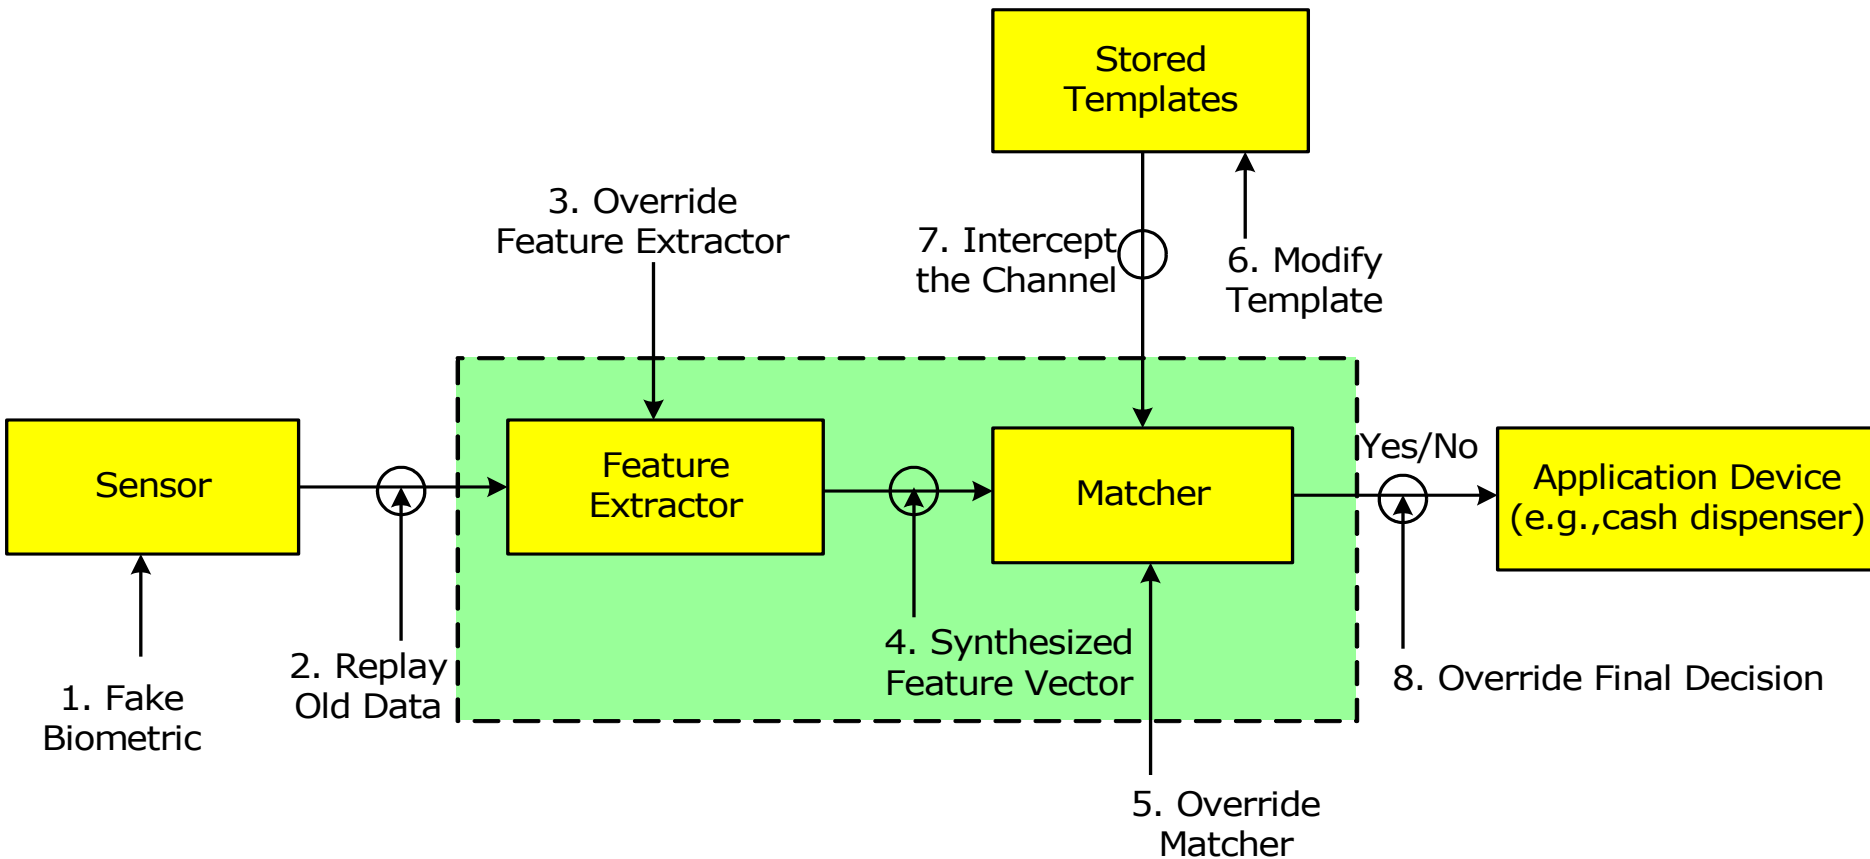 Stored
Templates
3. Override
Feature Extractor
7. Intercept
the Channel
6. Modify
Template
Sensor
Feature
Extractor
Matcher
Yes/No
Application Device
(e.g.,cash dispenser)
1. Fake
Biometric
2. Replay
Old Data
4. Synthesized
Feature Vector
8. Override Final Decision
5. Override
Matcher